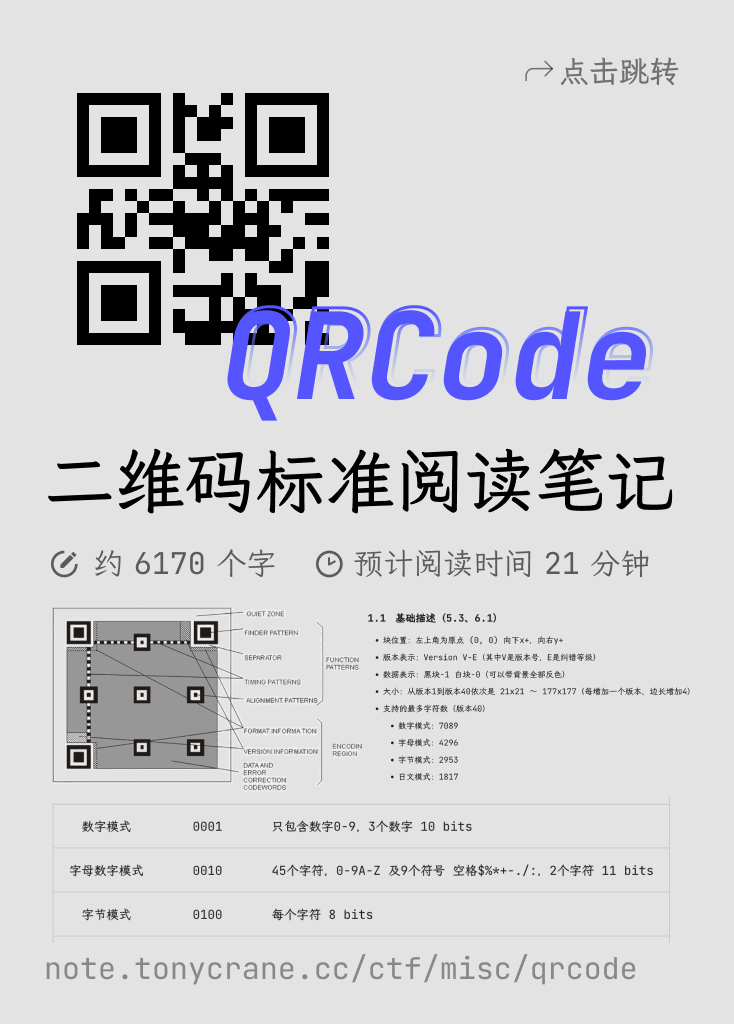 点击跳转
QRCode
二维码标准阅读笔记
约 6170 个字 预计阅读时间 21 分钟
QUIET ZONE
FINDER PATTERN
SEPARATOR
TIMING PATTERNS
ALIGNMENT PATTERNS
FUNCTION
PATTERNS
FORMAT INFORMATION
VERSION INFORMATION
DATA AND
ERROR
CORRECTION
CODEWORDS
ENCODIN
REGION
1.1 基础描述 (5.3、6.1)
• 块位置: 左上角为原点 (0, 0) 向下x+, 向右y+
• 版本表示: Version V-E (其中V是版本号, E是纠错等级)
• 数据表示: 黑块-1 白块-0 (可以带背景全部反色)
• 大小: 从版本1到版本40依次是 21x21 ～ 177x177 (每增加一个版本, 边长增加4)
• 支持的最多字符数 (版本40)
• 数字模式: 7089
• 字母模式: 4296
• 字节模式: 2953
• 日文模式: 1817
数字模式 0001 只包含数字0-9, 3个数字 10 bits
字母数字模式 0010 45个字符, 0-9A-Z 及9个符号 空格$%*+-./:, 2个字符 11 bits
字节模式 0100 每个字符 8 bits
note.tonycrane.cc/ctf/misc/qrcode